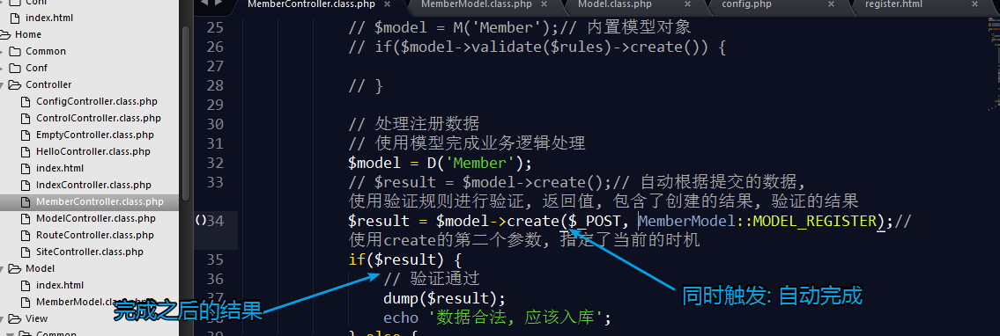 Conf
index.html
Home
Common
Conf
Controller
ConfigController.class.php
ControlController.class.php
EmptyController.class.php
HelloController.class.php
index.html
IndexController.class.php
MemberController.class.php
ModelController.class.php
RouteController.class.php
SiteController.class.php
Model
index.html
MemberModel.class.php
View
Common
MemberController.class.php × MemberModel.class.php × Model.class.php × config.php × register.html ×
25 // $model = M('Member');// 内置模型对象
26 // if($model->validate($rules)->create()) {
27
28 // }
29
30 // 处理注册数据
31 // 使用模型完成业务逻辑处理
32 $model = D('Member');
33 // $result = $model->create();// 自动根据提交的数据,
使用验证规则进行验证, 返回值, 包含了创建的结果, 验证的结果
34 $result = $model->create($_POST, MemberModel::MODEL_REGISTER);//
使用create的第二个参数, 指定了当前的时机
35 if($result) {
36 // 验证通过
37 dump($result);
38 echo '数据合法, 应该入库';
39 } else {
完成之后的结果
同时触发: 自动完成